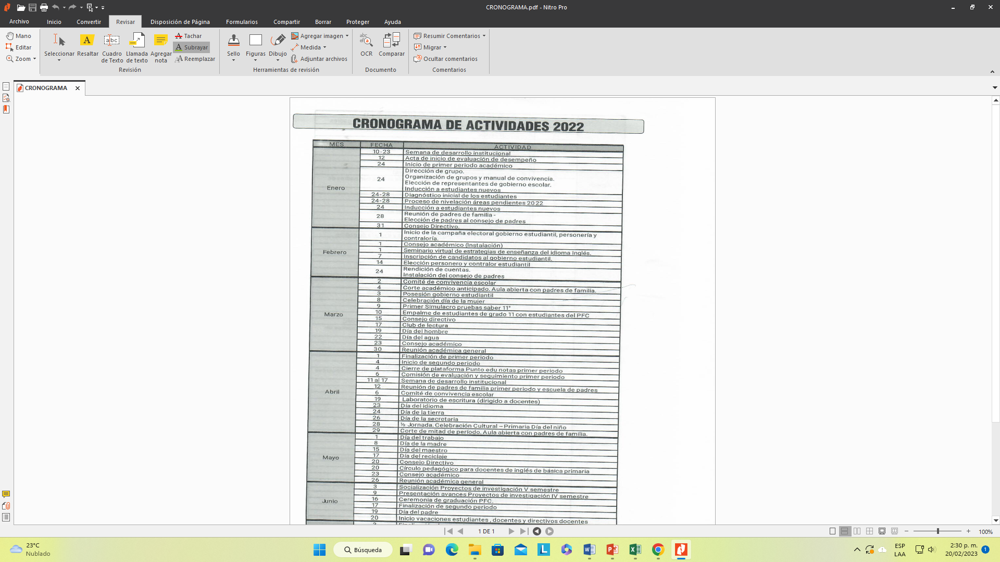 CRONOGRAMA.pdf - Nitro Pro
Archivo Inicio Convertir Revisar Disposición de Página Formularios Compartir Borrar Proteger Ayuda
Mano
Editar
Zoom
Seleccionar Resaltar Cuadro de Texto Llamada de texto Agregar nota
Tachar
Subrayar
Reemplazar
Revisión
Sello Figuras Dibujo
Agregar imagen
Medida
Adjuntar archivos
Herramientas de revisión
OCR Comparar
Documento
Resumir Comentarios
Migrar
Ocultar comentarios
Comentarios
CRONOGRAMA
CRONOGRAMA DE ACTIVIDADES 2022
MES FECHA ACTIVIDAD
Enero
10-23 Semana de desarrollo institucional
12 Acta de inicio de evaluación de desempeño
24 Inicio de primer periodo académico
24 Dirección de grupo.
Organización de grupos y manual de convivencia.
Elección de representantes de gobierno escolar.
Inducción a estudiantes nuevos
24-28 Diagnóstico inicial de los estudiantes
24-28 Proceso de nivelación áreas pendientes 2022
24 Inducción a estudiantes nuevos
28 Reunión de padres de familia -
Elección de padres al consejo de padres
31 Consejo Directivo.
Febrero
1 Inicio de la campaña electoral gobierno estudiantil, personería y
contraloría.
1 Consejo académico (Instalación)
1 Seminario virtual de estrategias de enseñanza del idioma Inglés.
7 Inscripción de candidatos al gobierno estudiantil.
14 Elección personero y contralor estudiantil
24 Rendición de cuentas.
Instalación del consejo de padres
Marzo
2 Comité de convivencia escolar
4 Corte académico anticipado. Aula abierta con padres de familia.
3 Posesión gobierno estudiantil
8 Celebración día de la mujer
9 Primer Simulacro pruebas saber 11°
10 Empalme de estudiantes de grado 11 con estudiantes del PFC
15 Consejo directivo
17 Club de lectura
19 Día del hombre
22 Día del agua
23 Consejo académico
30 Reunión académica general
Abril
1 Finalización de primer periodo
4 Inicio de segundo periodo
4 Cierre de plataforma Punto edu notas primer periodo
6 Comisión de evaluación y seguimiento primer periodo
11 al 17 Semana de desarrollo institucional
12 Reunión de padres de familia primer periodo y escuela de padres
6 Comité de convivencia escolar
19 Laboratorio de escritura (dirigido a docentes)
23 Día del idioma
24 Día de la tierra
26 Día de la secretaria
28 ½ Jornada. Celebración Cultural – Primaria Día del niño
29 Corte de mitad de período. Aula abierta con padres de familia.
Mayo
1 Día del trabajo
8 Día de la madre
15 Día del maestro
17 Día del reciclaje
20 Consejo Directivo
20 Círculo pedagógico para docentes de inglés de básica primaria
23 Consejo académico
26 Reunión académica general
Junio
3 Socialización Proyectos de investigación V semestre
9 Presentación avances Proyectos de investigación IV semestre
16 Ceremonia de graduación PFC.
17 Finalización de segundo periodo
19 Día del padre
20 Inicio vacaciones estudiantes , docentes y directivos docentes
1 DE 1
100%
23°C
Nublado
Búsqueda
ESP
LAA
2:30 p. m.
20/02/2023
1